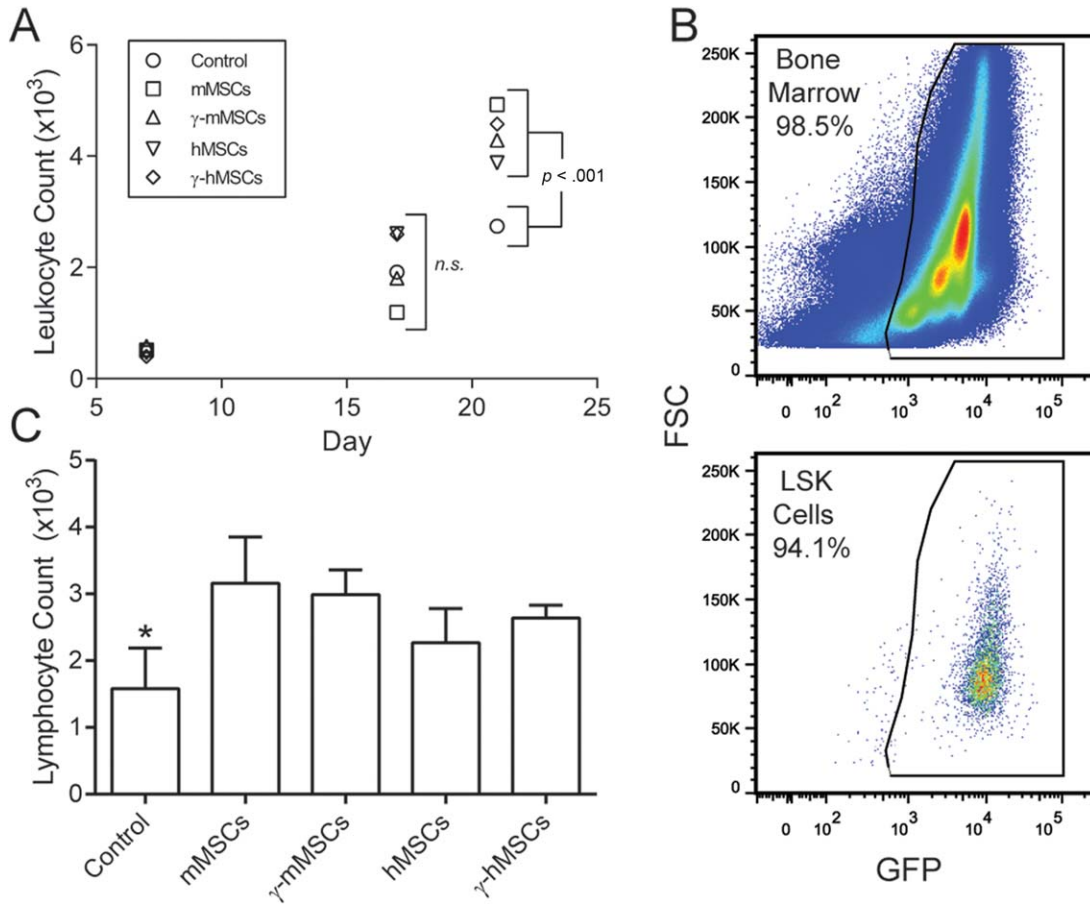 A
Leukocyte Count (x10³)
6
4
2
0
Control
mMSCs
γ-mMSCs
hMSCs
γ-hMSCs
n.s.
p < .001
5
10
15
20
25
Day
B
FSC
250K
200K
150K
100K
50K
0
Bone
Marrow
98.5%
0
10²
10³
10⁴
10⁵
250K
200K
150K
100K
50K
0
LSK
Cells
94.1%
0
10²
10³
10⁴
10⁵
GFP
C
Lymphocyte Count (x10³)
5
4
3
2
1
0
*
Control
mMSCs
γ-mMSCs
hMSCs
γ-hMSCs